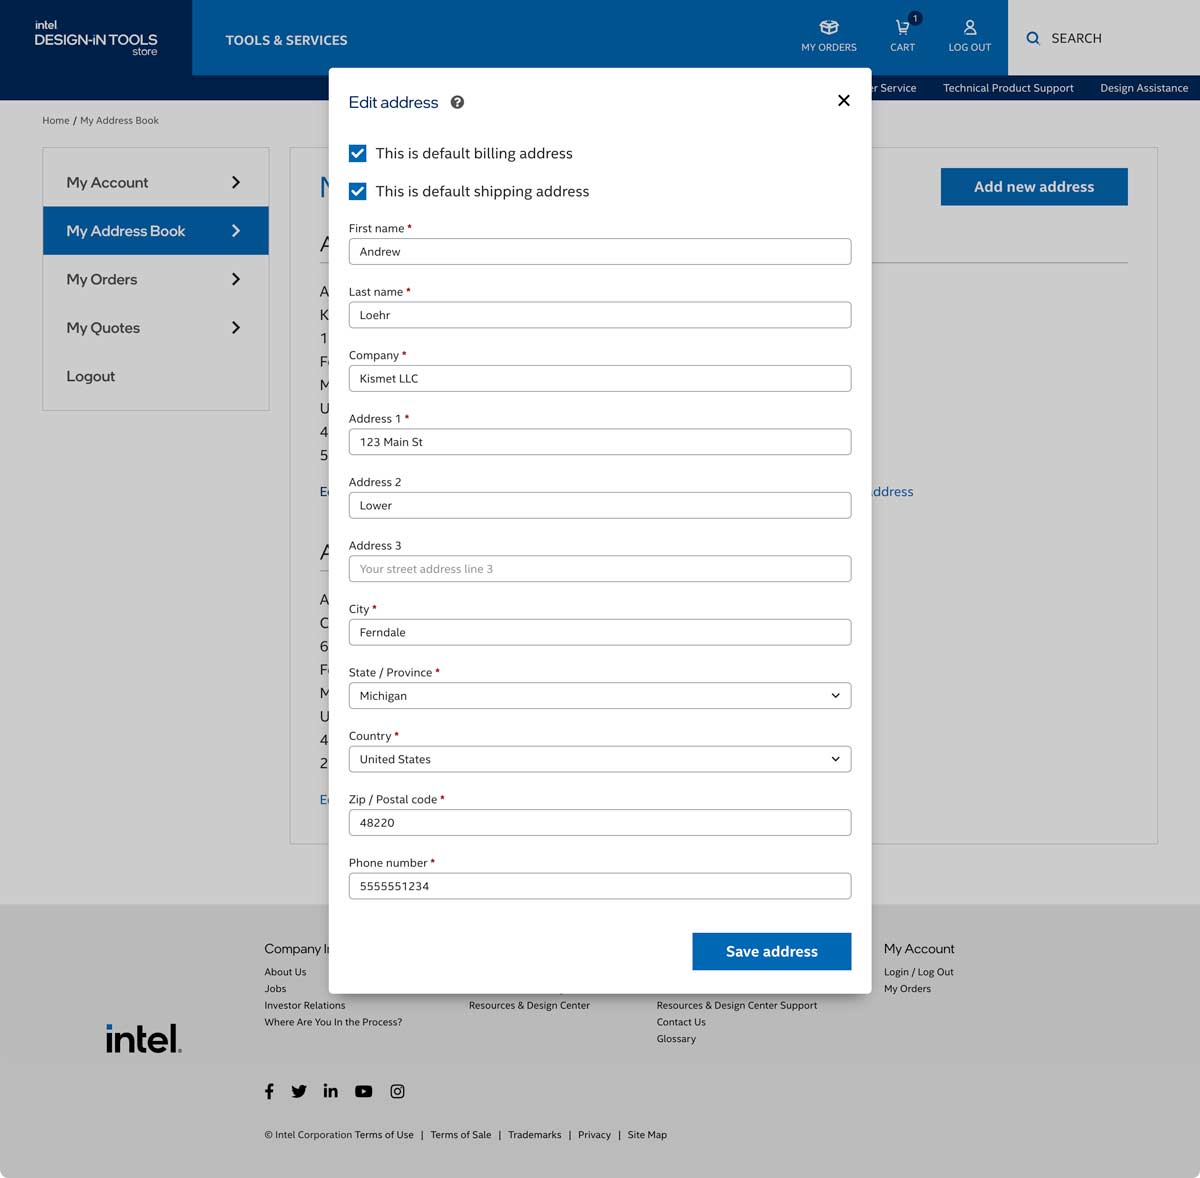 intel
DESIGN-iN TOOLS
store
TOOLS & SERVICES
MY ORDERS
1
CART
LOG OUT
SEARCH
Service
Technical Product Support
Design Assistance
Home / My Address Book
My Account
My Address Book
My Orders
My Quotes
Logout
Add new address
Edit address ?
This is default billing address
This is default shipping address
First name *
Andrew
Last name *
Loehr
Company *
Kismet LLC
Address 1 *
123 Main St
Address 2
Lower
Address 3
Your street address line 3
City *
Ferndale
State / Province *
Michigan
Country *
United States
Zip / Postal code *
48220
Phone number *
5555551234
Save address
Company
About Us
Jobs
Investor Relations
Where Are You In the Process?
Resources & Design Center
Resources & Design Center Support
Contact Us
Glossary
My Account
Login / Log Out
My Orders
intel.
© Intel Corporation Terms of Use | Terms of Sale | Trademarks | Privacy | Site Map